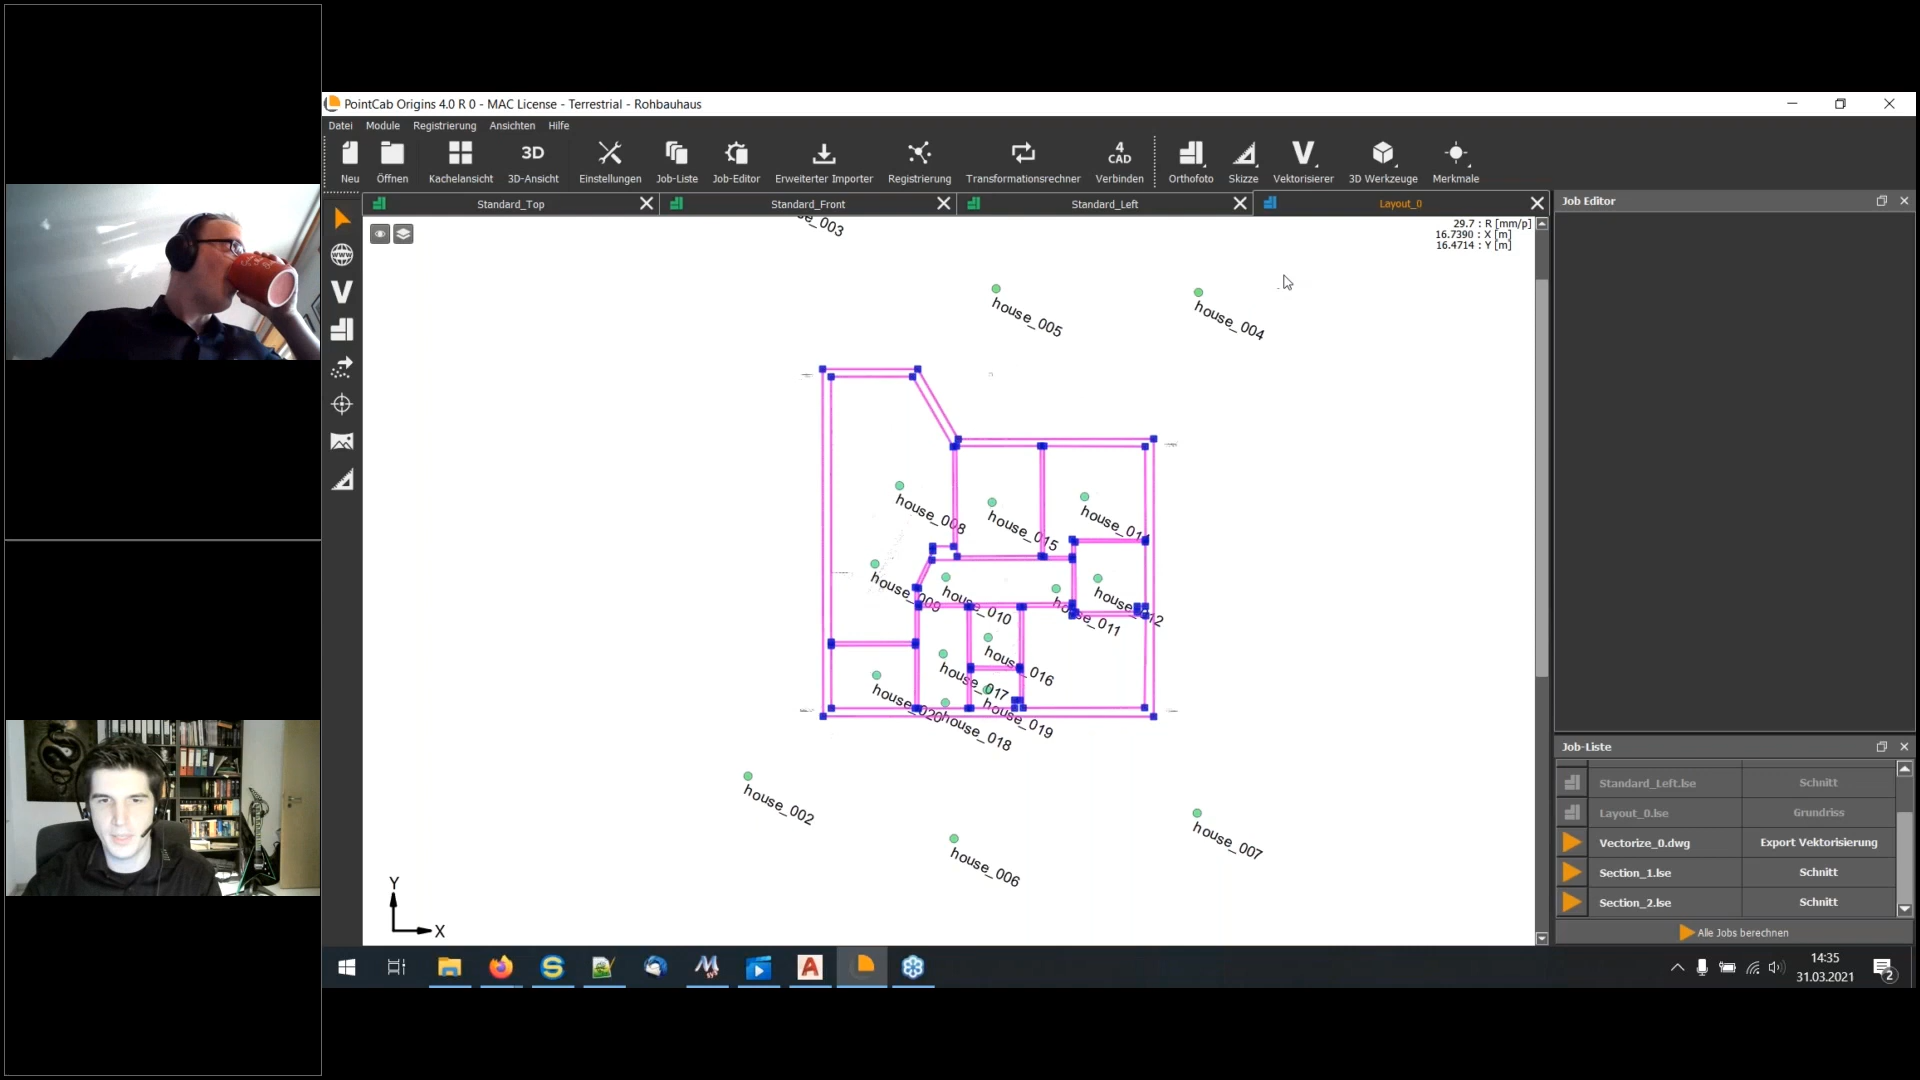 PointCab Origins 4.0 R 0 - MAC License - Terrestrial - Rohbauhaus
Datei Module Registrierung Ansichten Hilfe
3D 4 CAD
Neu Öffnen Kachelansicht 3D-Ansicht Einstellungen Job-Liste Job-Editor Erweiterter Importer Registrierung Transformationsrechner Verbinden Orthofoto Skizze Vektorisierer 3D Werkzeuge Merkmale
Standard_Top Standard_Front Standard_Left Layout_0
Job Editor
29.7 : R [mm/p]
16.7390 : X [m]
16.4714 : Y [m]
WWW
V
house_005
house_004
house_008
house_015
house_009
house_010
house_011
house_016
house_017
house_019
house_018
house_020
house_002
house_006
house_007
Y
X
Job-Liste
Standard_Left.lse Schnitt
Layout_0.lse Grundriss
Vectorize_0.dwg Export Vektorisierung
Section_1.lse Schnitt
Section_2.lse Schnitt
Alle Jobs berechnen
14:35
31.03.2021
2